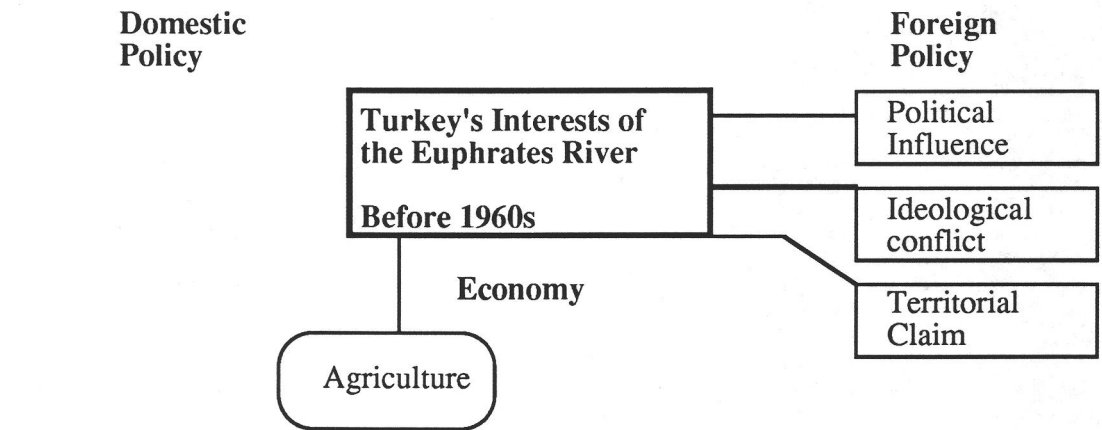 Domestic
Policy
Foreign
Policy
Turkey's Interests of
the Euphrates River
Before 1960s
Political
Influence
Ideological
conflict
Economy
Territorial
Claim
Agriculture